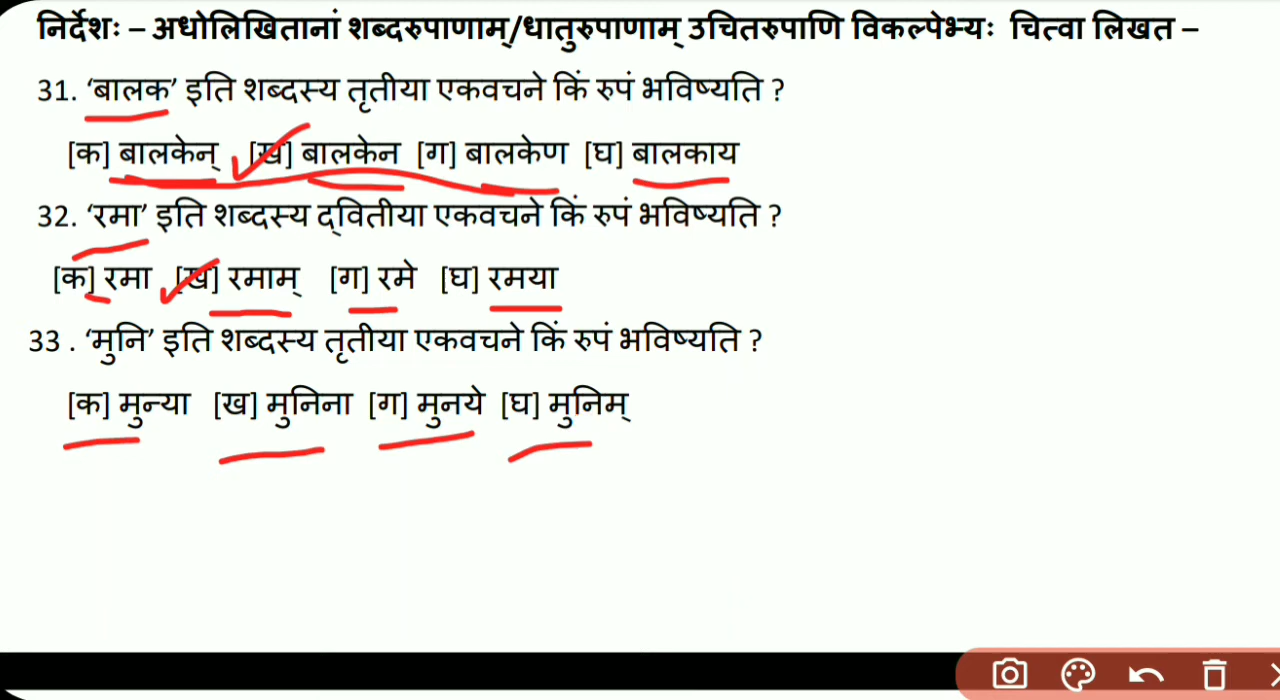 निर्देशः – अधोलिखितानां शब्दरुपाणाम्/धातुरुपाणाम् उचितरुपाणि विकल्पेभ्यः चित्वा लिखत –
31. ‘बालक’ इति शब्दस्य तृतीया एकवचने किं रुपं भविष्यति ?
[क] बालकेन् [ख] बालकेन [ग] बालकेण [घ] बालकाय
32. ‘रमा’ इति शब्दस्य द्वितीया एकवचने किं रुपं भविष्यति ?
[क] रमा [ख] रमाम् [ग] रमे [घ] रमया
33 . ‘मुनि’ इति शब्दस्य तृतीया एकवचने किं रुपं भविष्यति ?
[क] मुन्या [ख] मुनिना [ग] मुनये [घ] मुनिम्